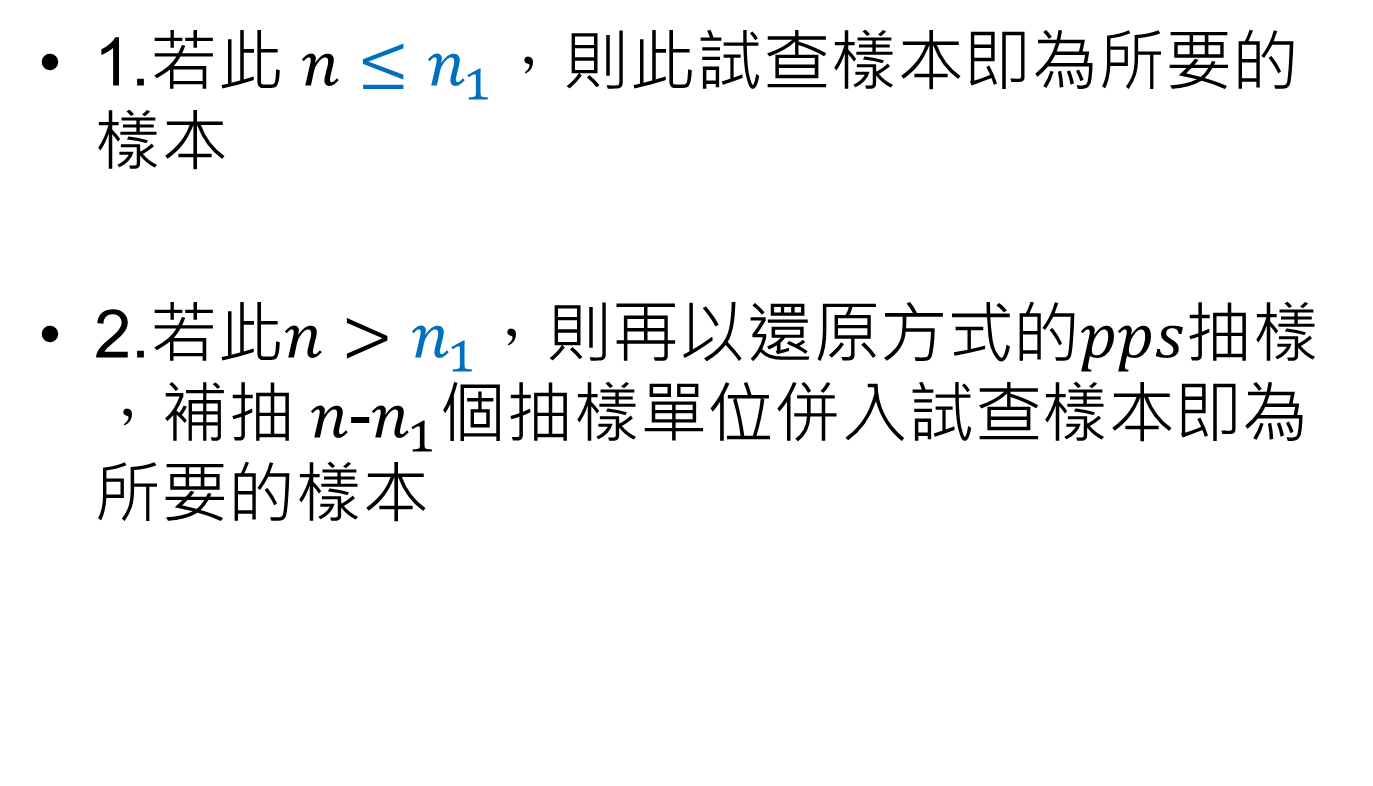 • 1.若此 n ≤ n₁，則此試查樣本即為所要的
樣本
• 2.若此n > n₁，則再以還原方式的pps抽樣
，補抽 n-n₁個抽樣單位併入試查樣本即為
所要的樣本